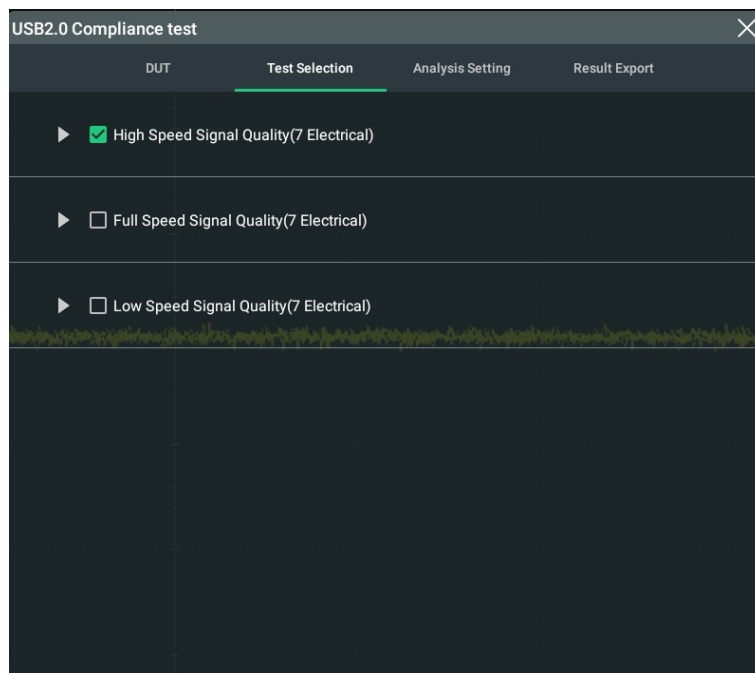 USB2.0 Compliance test
DUT Test Selection Analysis Setting Result Export
High Speed Signal Quality(7 Electrical)
Full Speed Signal Quality(7 Electrical)
Low Speed Signal Quality(7 Electrical)